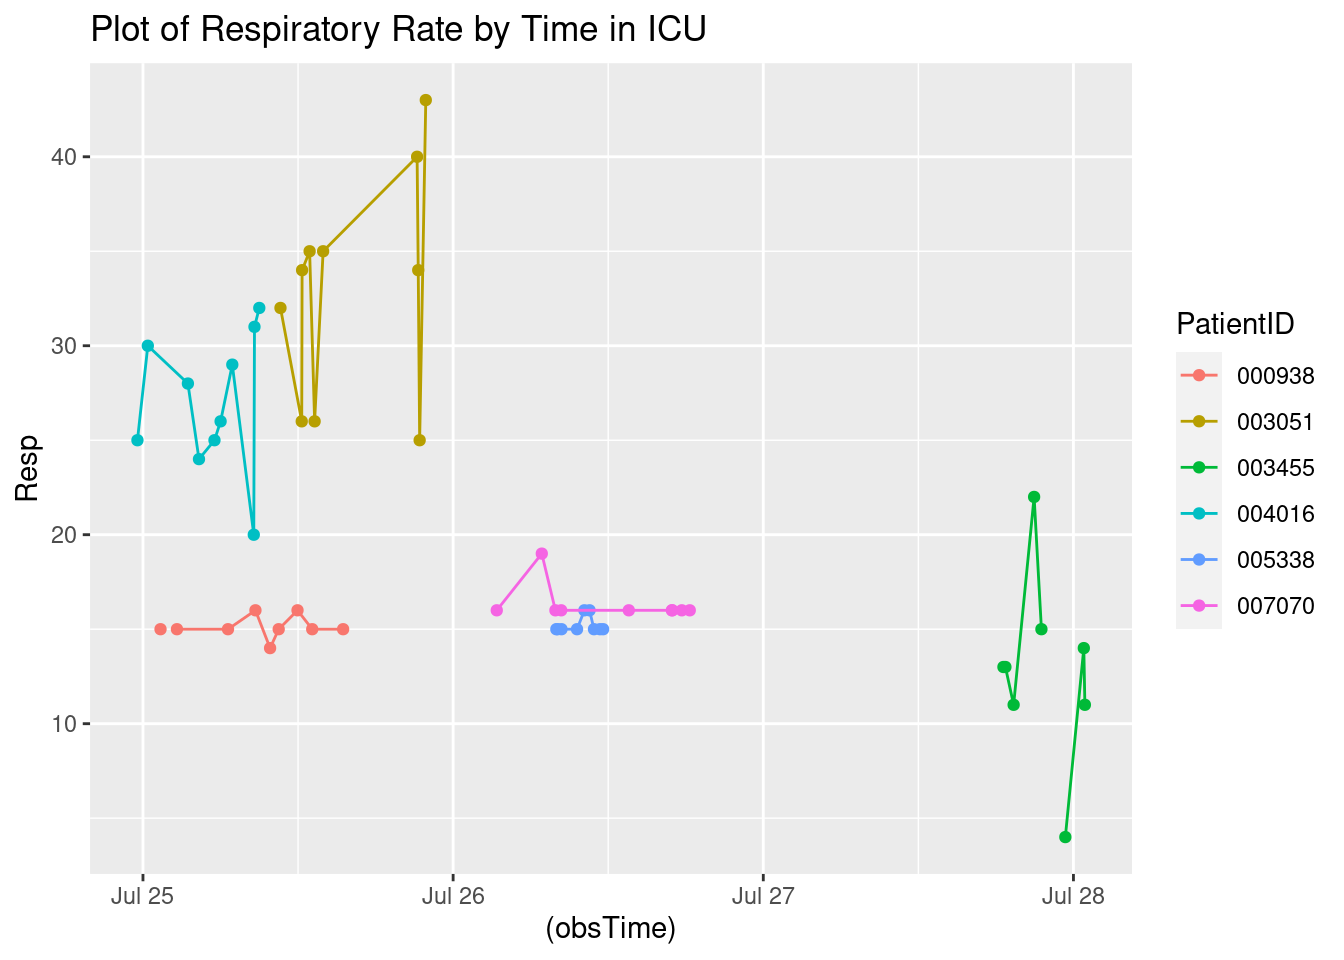 Plot of Respiratory Rate by Time in ICU
40
30
20
10
Resp
Jul 25
Jul 26
Jul 27
Jul 28
(obsTime)
PatientID
000938
003051
003455
004016
005338
007070